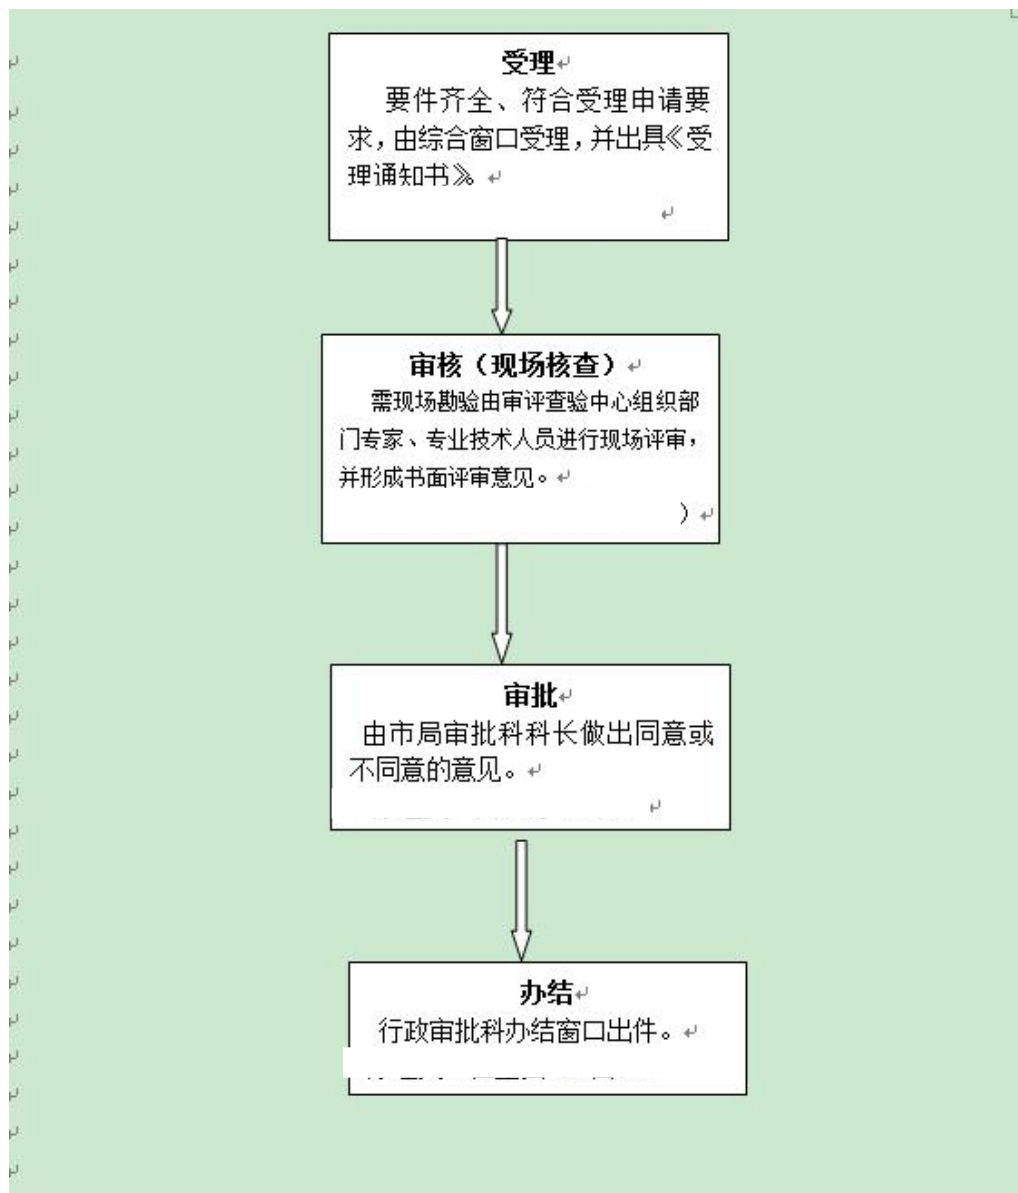 受理
要件齐全、符合受理申请要
求，由综合窗口受理，并出具《受
理通知书》。
审核（现场核查）
需现场勘验由审评查验中心组织部
门专家、专业技术人员进行现场评审，
并形成书面评审意见。
）
审批
由市局审批科科长做出同意或
不同意的意见。
办结
行政审批科办结窗口出件。